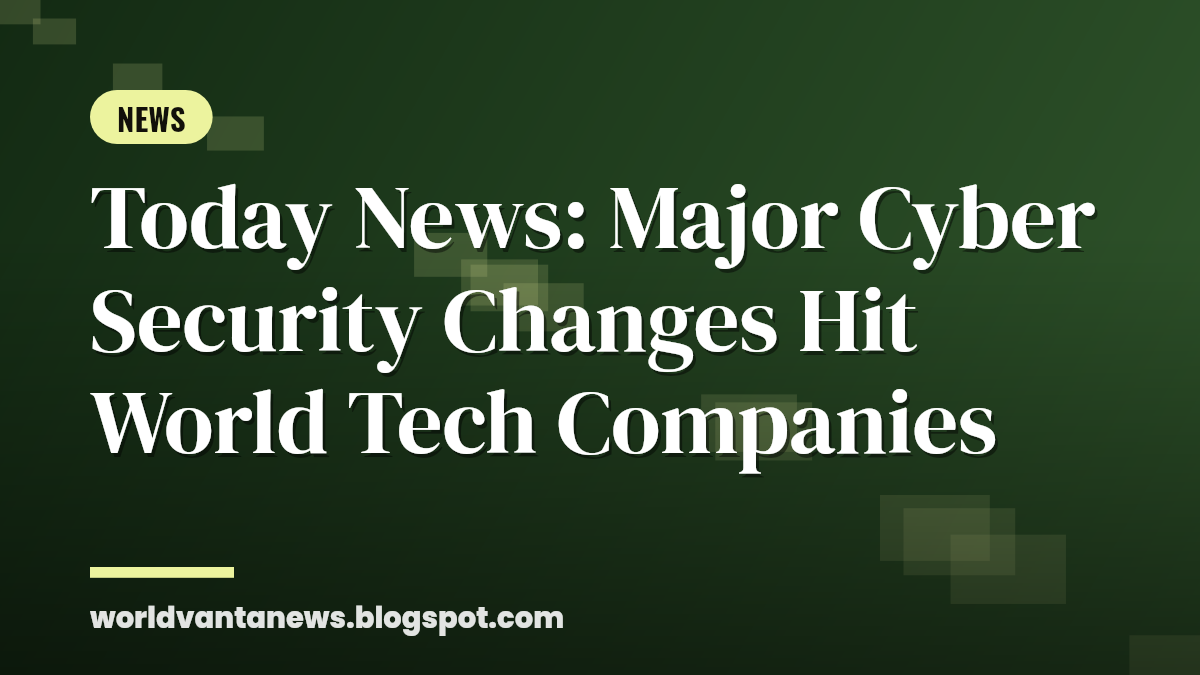 NEWS
Today News: Major Cyber
Security Changes Hit
World Tech Companies
worldvantanews.blogspot.com